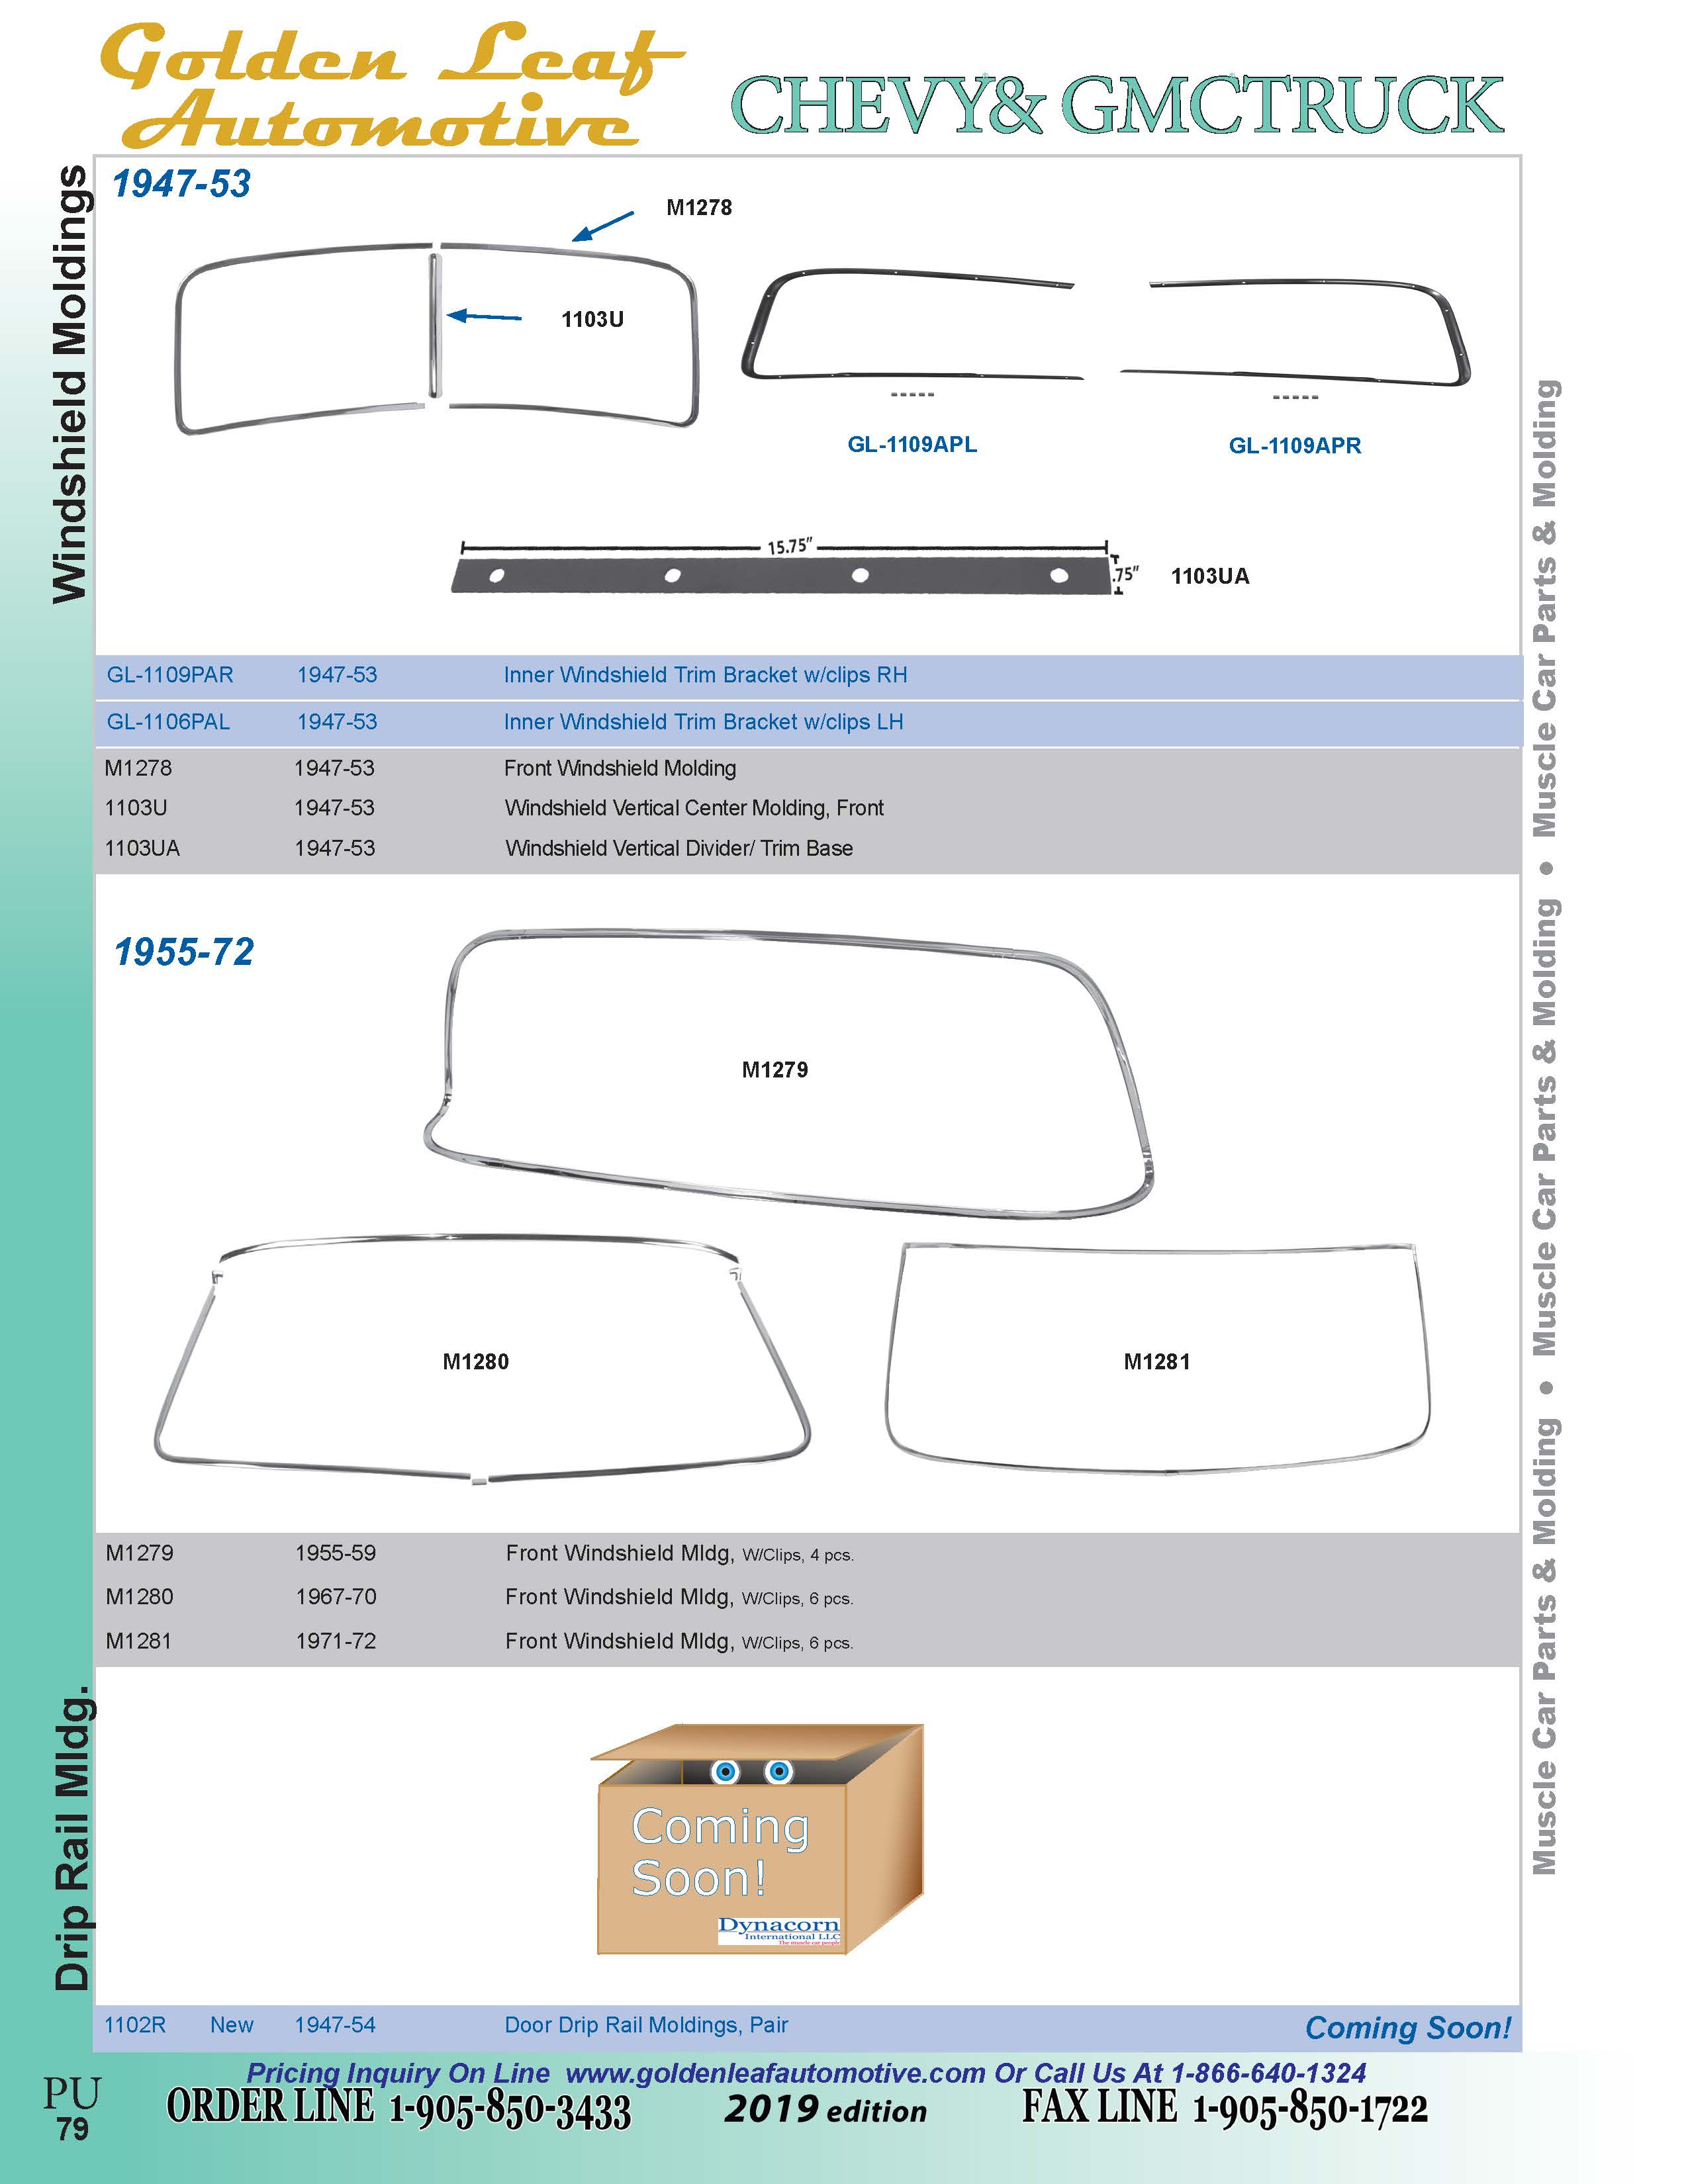 Golden Leaf
Automotive
CHEVY& GMCTRUCK
Windshield Moldings
1947-53
M1278
1103U
GL-1109APL
GL-1109APR
15.75"
.75"
1103UA
GL-1109PAR 1947-53 Inner Windshield Trim Bracket w/clips RH
GL-1106PAL 1947-53 Inner Windshield Trim Bracket w/clips LH
M1278 1947-53 Front Windshield Molding
1103U 1947-53 Windshield Vertical Center Molding, Front
1103UA 1947-53 Windshield Vertical Divider/ Trim Base
1955-72
M1279
M1280
M1281
M1279 1955-59 Front Windshield Mldg, W/Clips, 4 pcs.
M1280 1967-70 Front Windshield Mldg, W/Clips, 6 pcs.
M1281 1971-72 Front Windshield Mldg, W/Clips, 6 pcs.
Drip Rail Mldg.
Coming
Soon!
Dynacorn
International LLC
The muscle car people
1102R New 1947-54 Door Drip Rail Moldings, Pair Coming Soon!
Muscle Car Parts & Molding • Muscle Car Parts & Molding • Muscle Car Parts & Molding
Pricing Inquiry On Line www.goldenleafautomotive.com Or Call Us At 1-866-640-1324
PU
79
ORDER LINE 1-905-850-3433 2019 edition FAX LINE 1-905-850-1722